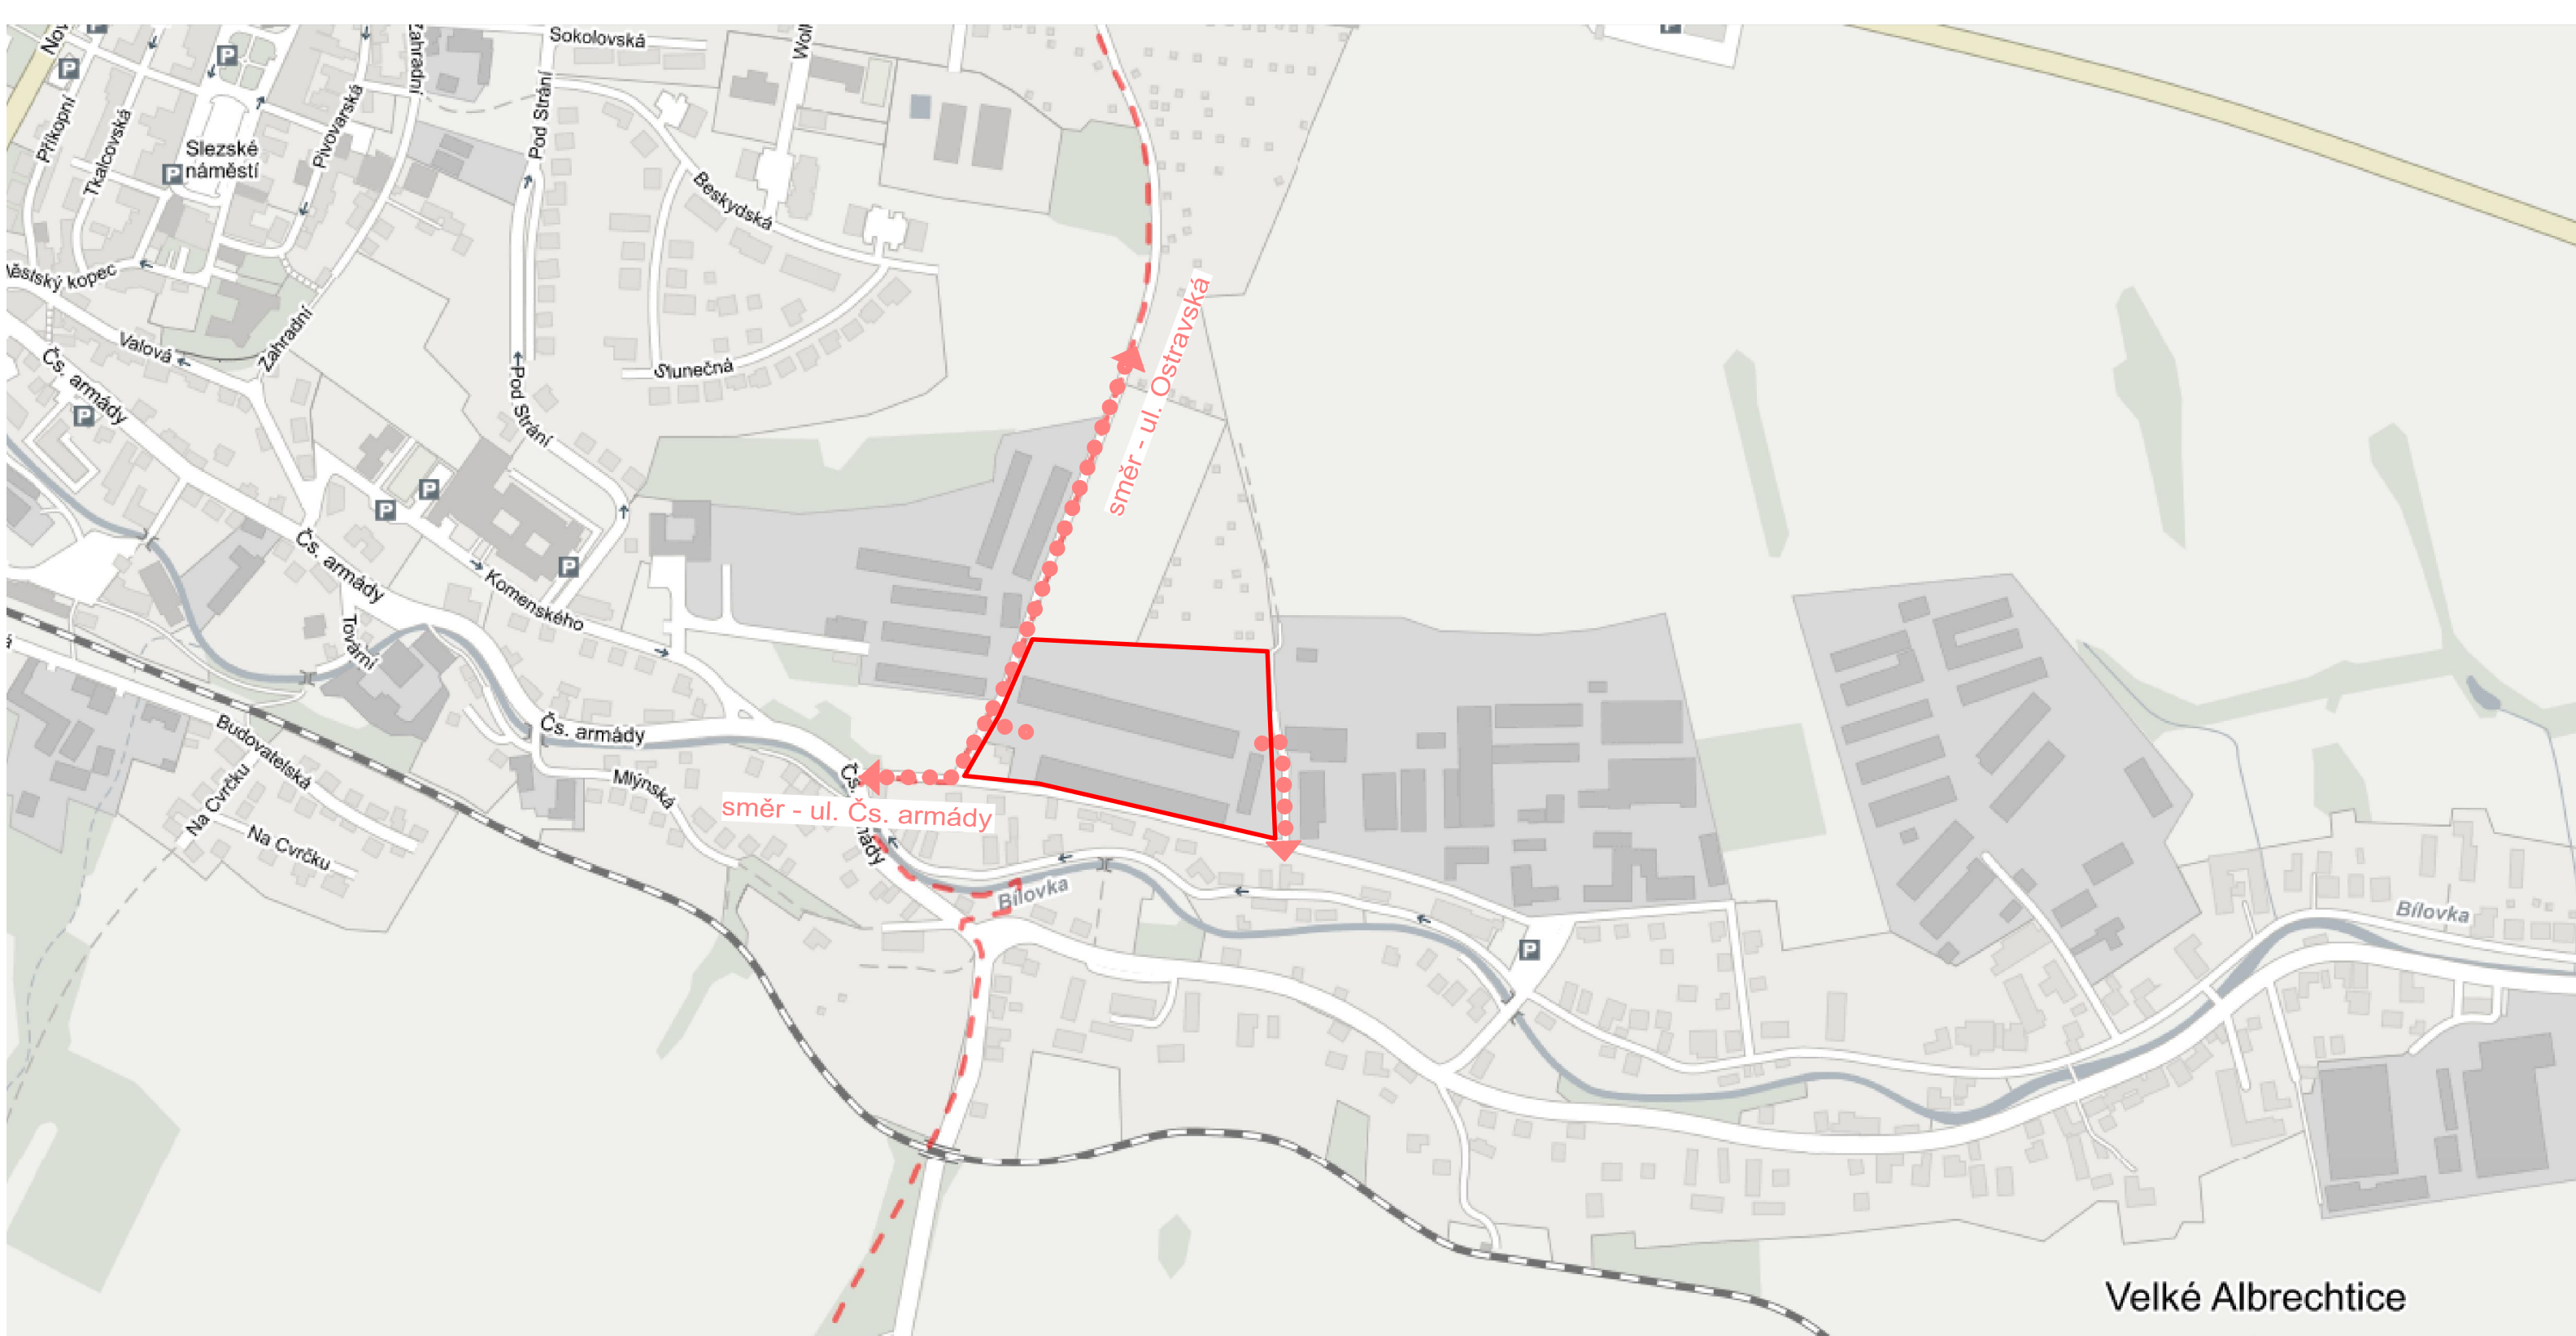 Sokolovská
Zahradní
P
P
P
Příkopní
Tkalcovská
Pivovarská
Pod Strání
Slezské
náměstí
P
Beskydská
Valová
Zahradní
Slunečná
Pod Strání
směr - ul. Ostravská
Čs. armády
P
P
P
P
Čs. armády
Komenského
Tovární
Čs. armády
Budovatelská
Mlýnská
Na Cvrčku
Na Cvrčku
směr - ul. Čs. armády
Bílovka
Bílovka
P
Velké Albrechtice